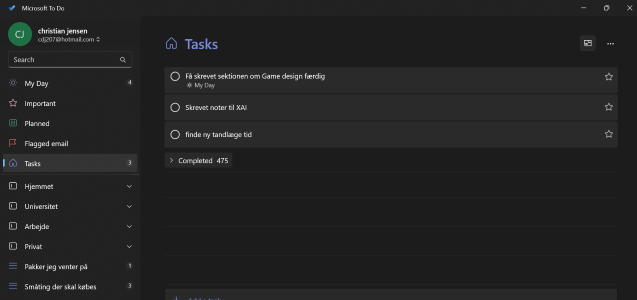 Microsoft To Do
CJ
christian jensen
cdj207@hotmail.com
Search
My Day 4
Important
Planned
Flagged email
Tasks 3
Hjemmet
Universitet
Arbejde
Privat
Pakker jeg venter på 1
Småting der skal købes 3
Tasks
Få skrevet sektionen om Game design færdig
My Day
Skrevet noter til XAI
finde ny tandlæge tid
Completed 475